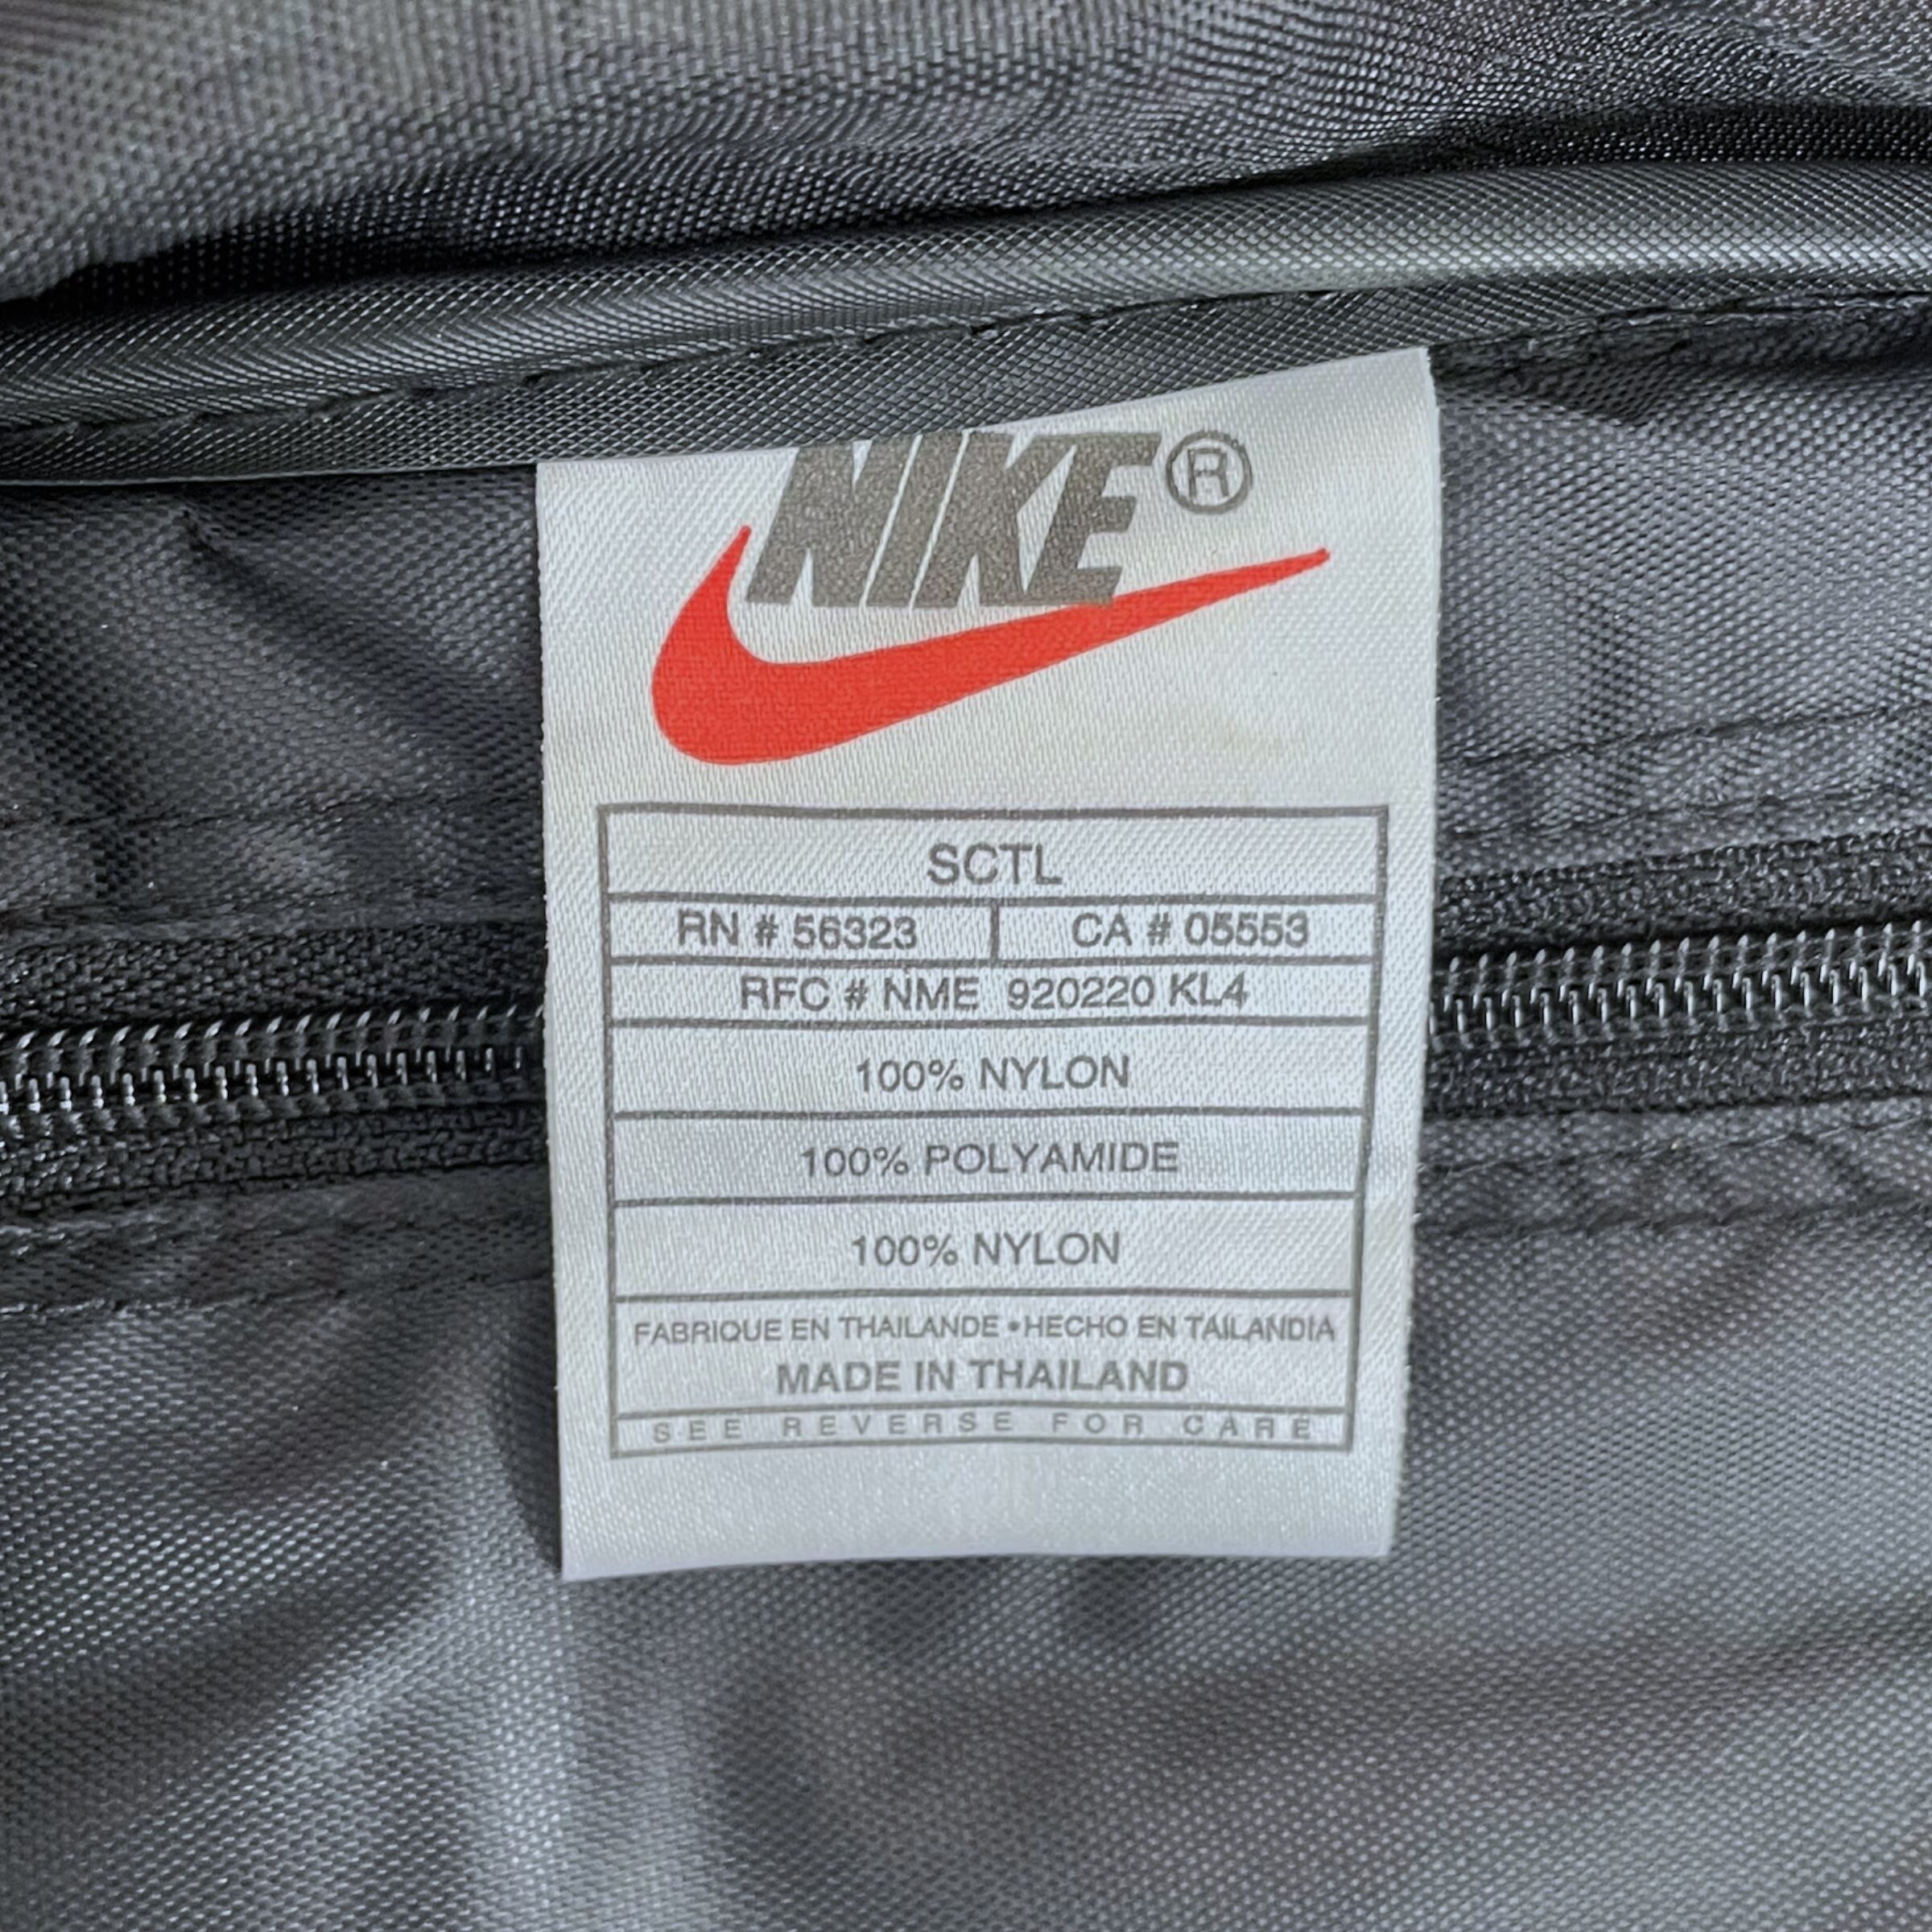 NIKE®
SCTL
RN # 56323 CA # 05553
RFC # NME 920220 KL4
100% NYLON
100% POLYAMIDE
100% NYLON
FABRIQUE EN THAILANDE • HECHO EN TAILANDIA
MADE IN THAILAND
SEE REVERSE FOR CARE